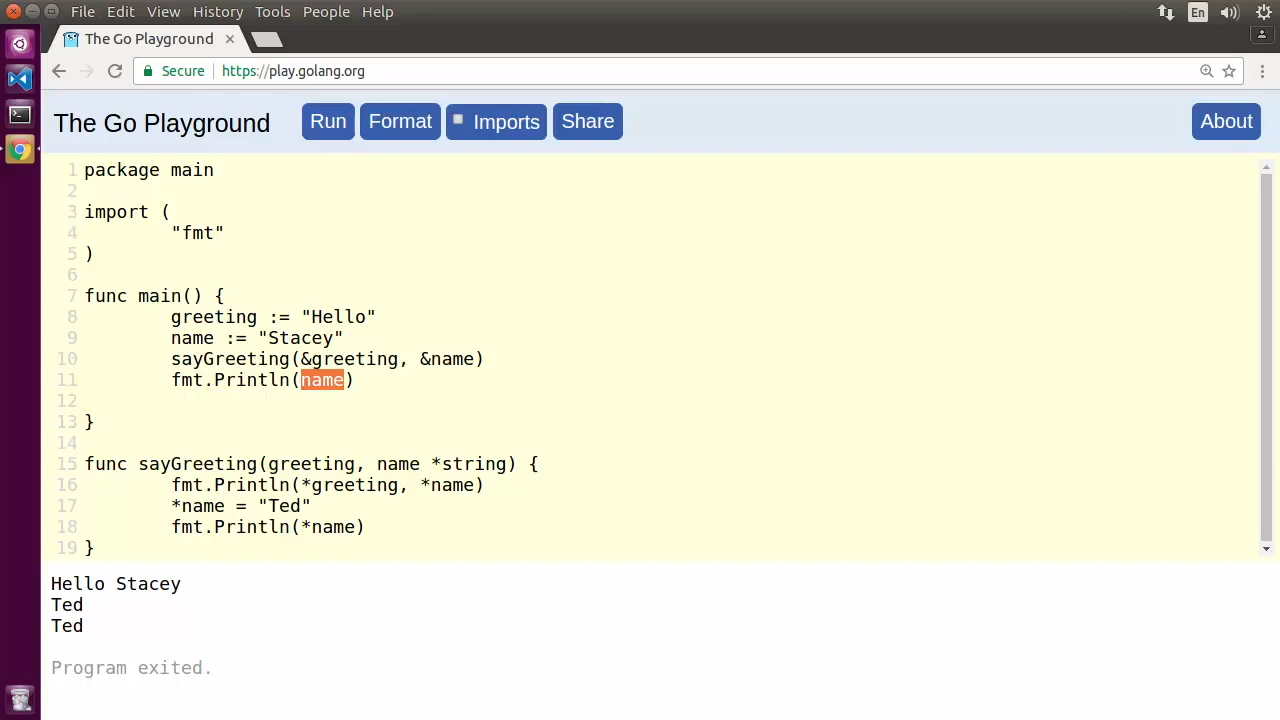 File Edit View History Tools People Help
En
The Go Playground
Secure https://play.golang.org
The Go Playground Run Format Imports Share About
1 package main
2
3 import (
4 "fmt"
5 )
6
7 func main() {
8 greeting := "Hello"
9 name := "Stacey"
10 sayGreeting(&greeting, &name)
11 fmt.Println(name)
12
13 }
14
15 func sayGreeting(greeting, name *string) {
16 fmt.Println(*greeting, *name)
17 *name = "Ted"
18 fmt.Println(*name)
19 }
Hello Stacey
Ted
Ted
Program exited.